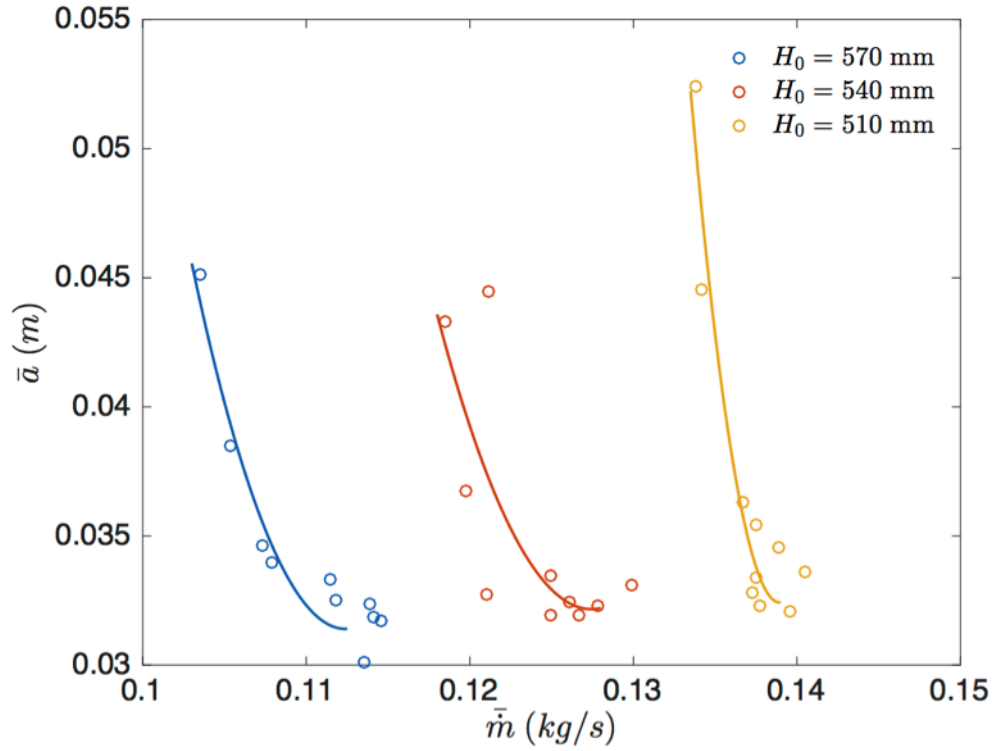 0.055
0.05
0.045
0.04
0.035
0.03
ā (m)
H₀ = 570 mm
H₀ = 540 mm
H₀ = 510 mm
0.1 0.11 0.12 0.13 0.14 0.15
ṁ̄ (kg/s)